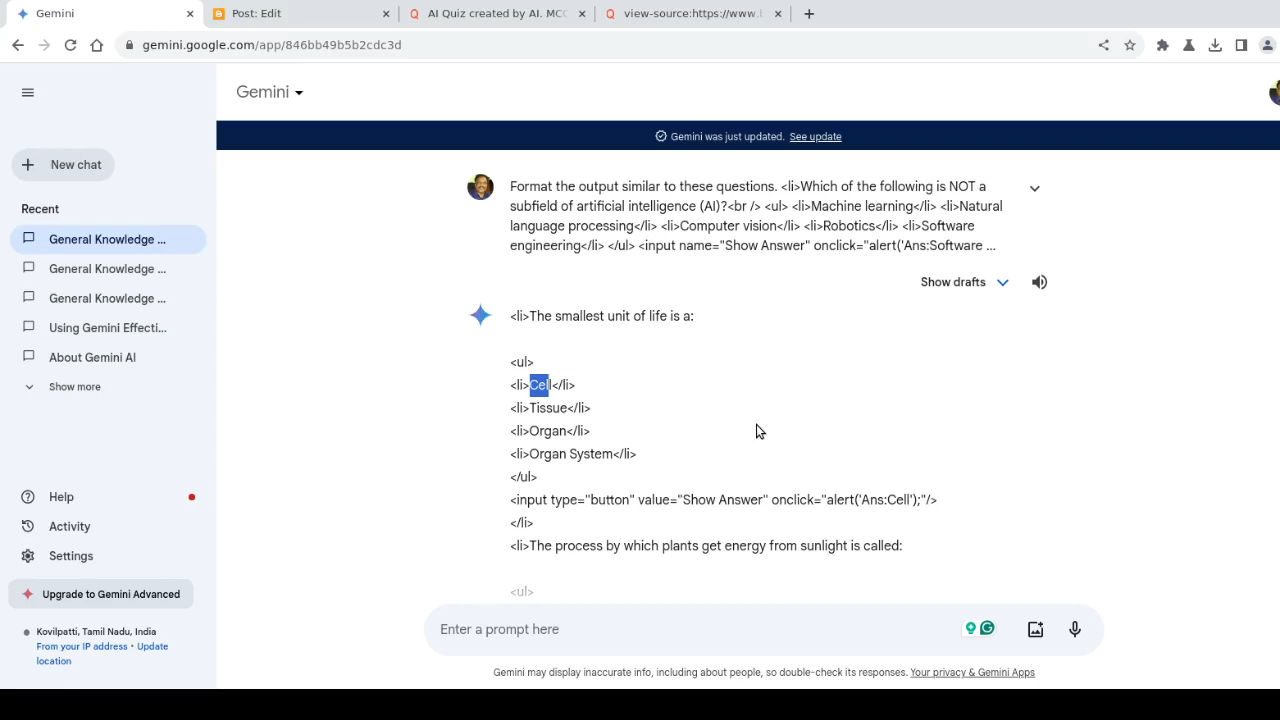 Gemini
Post: Edit
AI Quiz created by AI. MCC
view-source:https://www.b
gemini.google.com/app/846bb49b5b2cdc3d
Gemini
Gemini was just updated. See update
New chat
Recent
General Knowledge ...
General Knowledge ...
General Knowledge ...
Using Gemini Effecti...
About Gemini AI
Show more
Help
Activity
Settings
Upgrade to Gemini Advanced
Kovilpatti, Tamil Nadu, India
From your IP address • Update
location
Format the output similar to these questions. <li>Which of the following is NOT a
subfield of artificial intelligence (AI)?<br /> <ul> <li>Machine learning</li> <li>Natural
language processing</li> <li>Computer vision</li> <li>Robotics</li> <li>Software
engineering</li> </ul> <input name="Show Answer" onclick="alert('Ans:Software ...
Show drafts
<li>The smallest unit of life is a:
<ul>
<li>Cell</li>
<li>Tissue</li>
<li>Organ</li>
<li>Organ System</li>
</ul>
<input type="button" value="Show Answer" onclick="alert('Ans:Cell');"/>
</li>
<li>The process by which plants get energy from sunlight is called:
<ul>
Enter a prompt here
Gemini may display inaccurate info, including about people, so double-check its responses. Your privacy & Gemini Apps